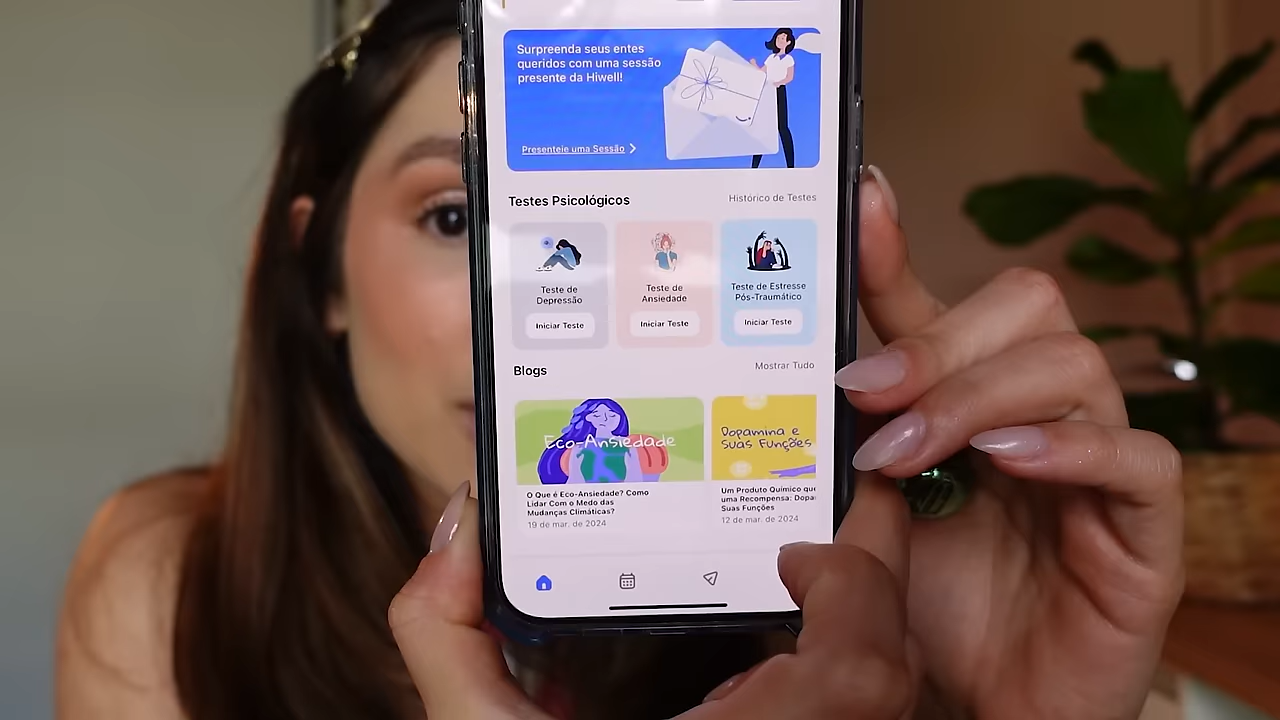 Surpreenda seus entes
queridos com uma sessão
presente da Hiwell!
Presenteie uma Sessão
Testes Psicológicos
Histórico de Testes
Teste de
Depressão
Iniciar Teste
Teste de
Ansiedade
Iniciar Teste
Teste de Estresse
Pós-Traumático
Iniciar Teste
Blogs
Mostrar Tudo
Eco-Ansiedade
O Que é Eco-Ansiedade? Como
Lidar Com o Medo das
Mudanças Climáticas?
19 de mar. de 2024
Dopamina e
suas Funções
Um Produto Químico que
uma Recompensa:
Suas Funções
12 de mar. de 2024